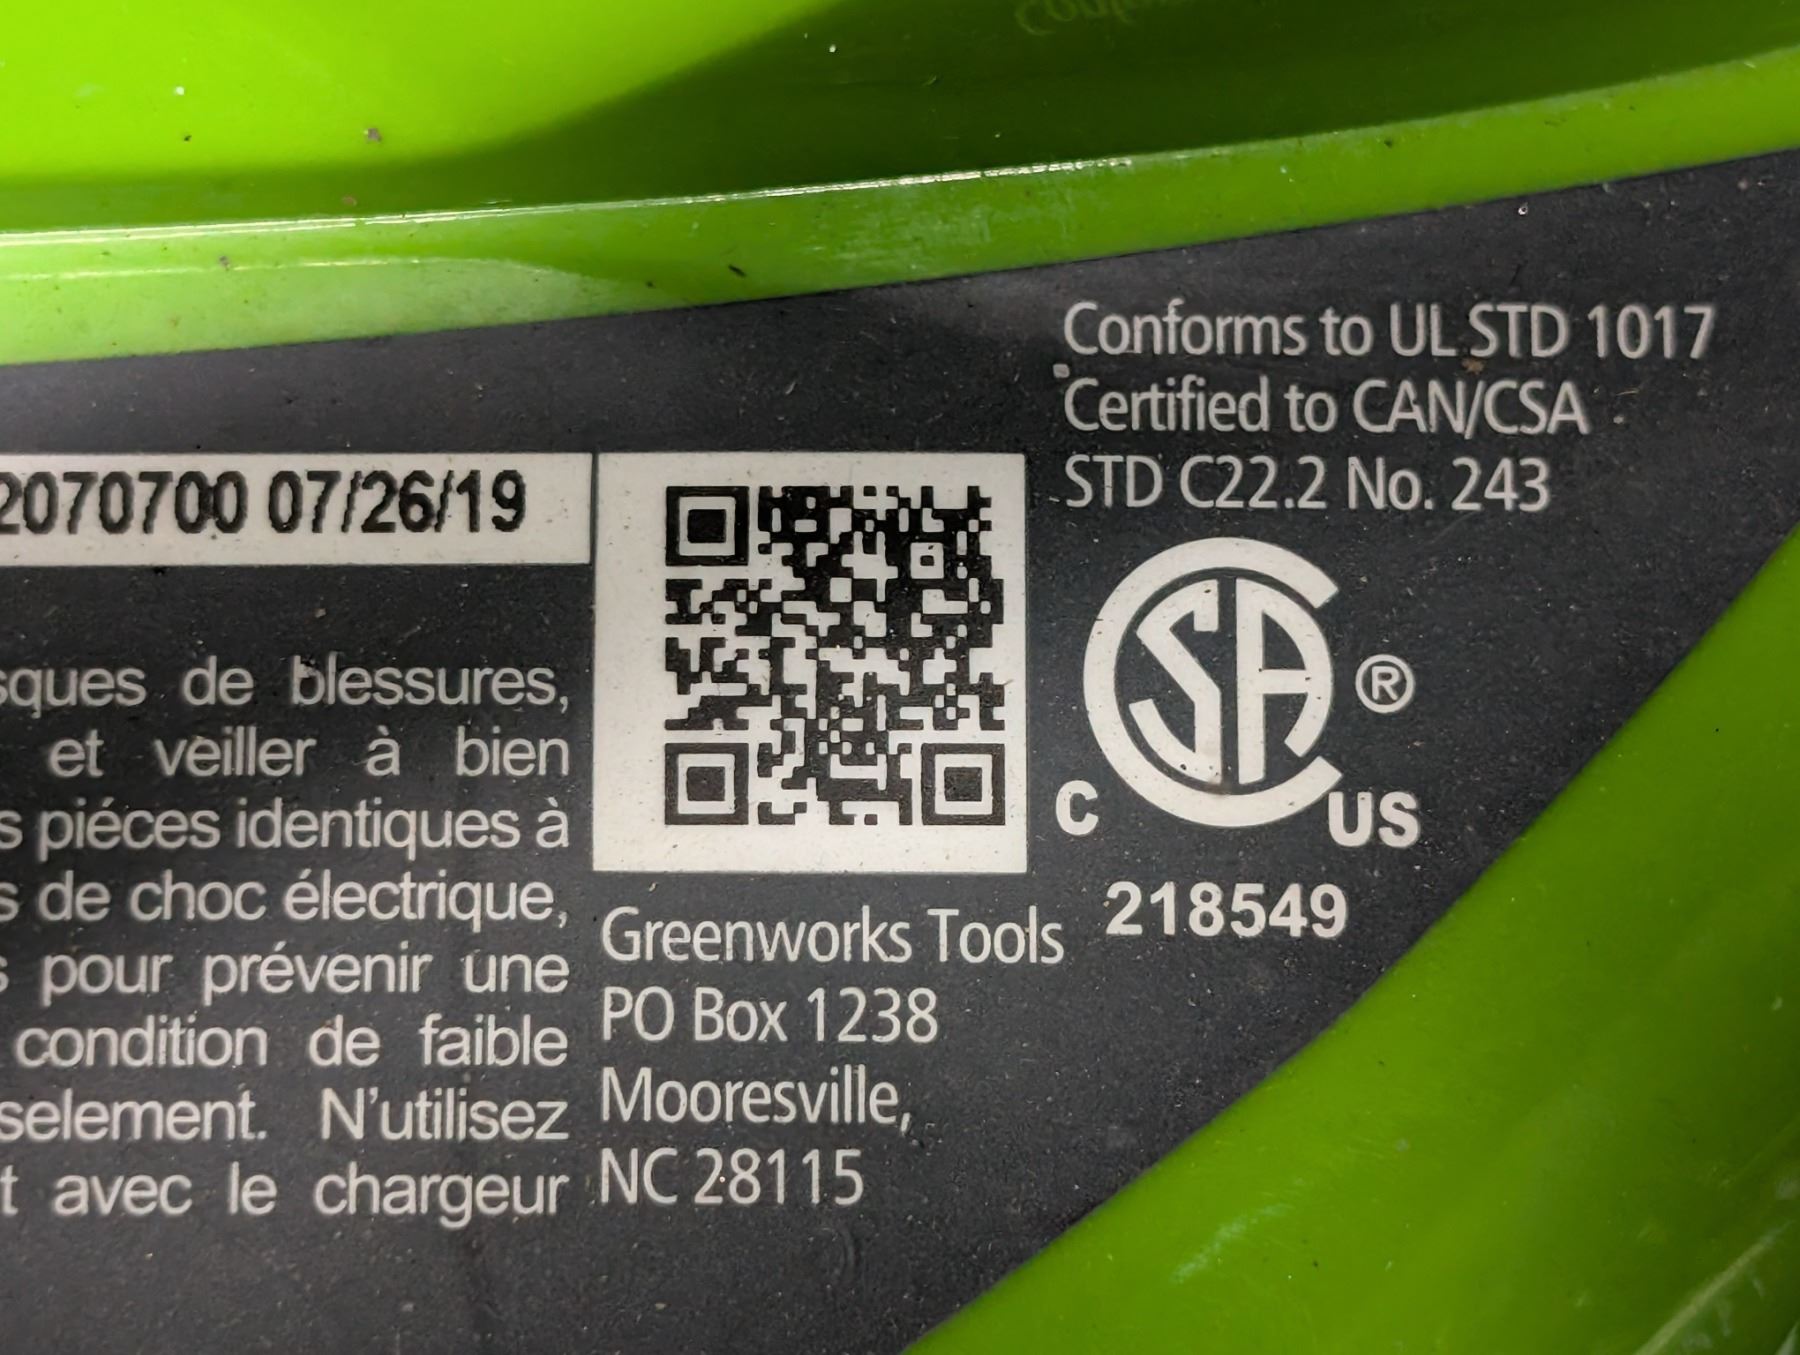 Conforms to UL STD 1017
Certified to CAN/CSA
STD C22.2 No. 243
2070700 07/26/19
SA
®
C
US
218549
sques de blessures,
et veiller à bien
s piéces identiques à
s de choc électrique,
s pour prévenir une
condition de faible
selement. N'utilisez
t avec le chargeur
Greenworks Tools
PO Box 1238
Mooresville,
NC 28115